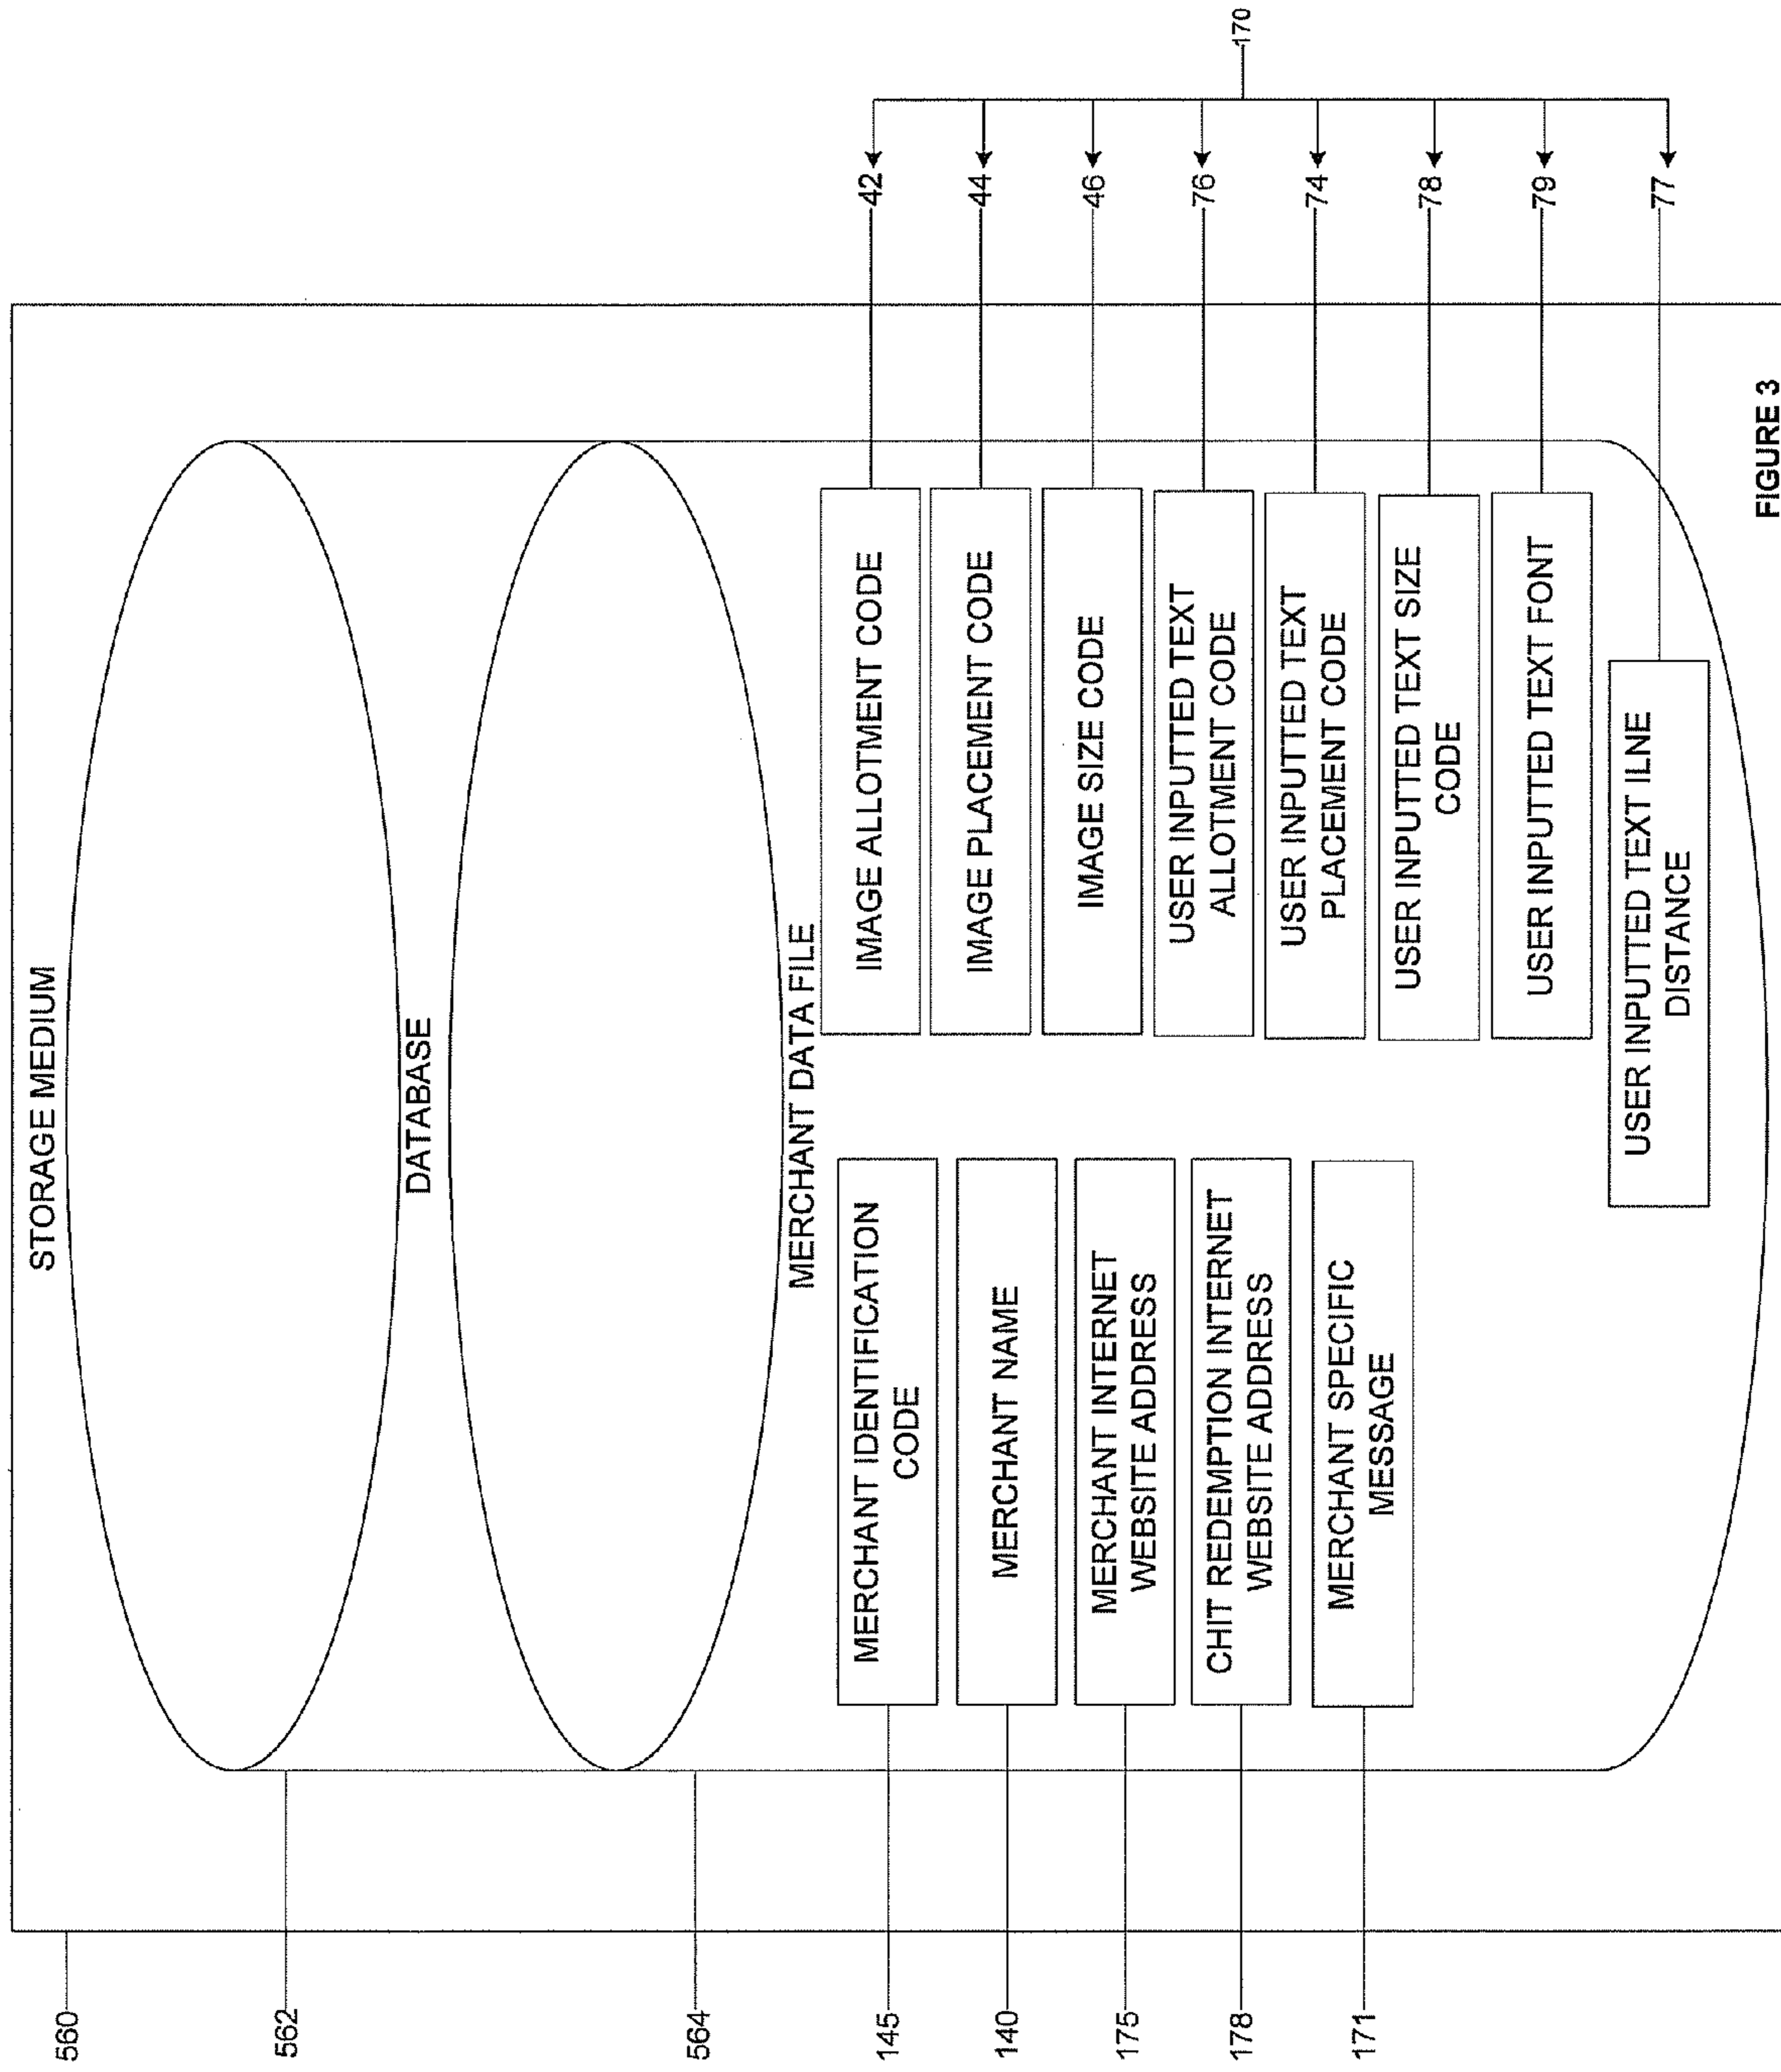 STORAGE MEDIUM
DATABASE
MERCHANT DATA FILE
560
562
564
145
MERCHANT IDENTIFICATION
CODE
140
MERCHANT NAME
175
MERCHANT INTERNET
WEBSITE ADDRESS
178
CHIT REDEMPTION INTERNET
WEBSITE ADDRESS
171
MERCHANT SPECIFIC
MESSAGE
IMAGE ALLOTMENT CODE
42
IMAGE PLACEMENT CODE
44
IMAGE SIZE CODE
46
USER INPUTTED TEXT
ALLOTMENT CODE
76
USER INPUTTED TEXT
PLACEMENT CODE
74
USER INPUTTED TEXT SIZE
CODE
78
USER INPUTTED TEXT FONT
79
USER INPUTTED TEXT ILNE
DISTANCE
77
170
FIGURE 3